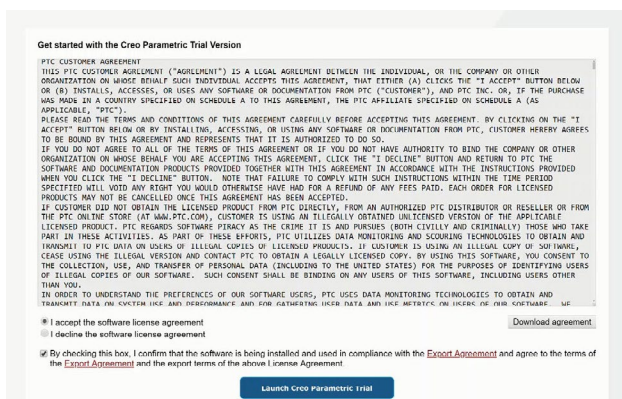 Get started with the Creo Parametric Trial Version
PTC CUSTOMER AGREEMENT
THIS PTC CUSTOMER AGREEMENT ("AGREEMENT") IS A LEGAL AGREEMENT BETWEEN THE INDIVIDUAL, OR THE COMPANY OR OTHER
ORGANIZATION ON WHOSE BEHALF SUCH INDIVIDUAL ACCEPTS THIS AGREEMENT, THAT EITHER (A) CLICKS THE "I ACCEPT" BUTTON BELOW
OR (B) INSTALLS, ACCESSES, OR USES ANY SOFTWARE OR DOCUMENTATION FROM PTC ("CUSTOMER"), AND PTC INC. OR, IF THE PURCHASE
WAS MADE IN A COUNTRY SPECIFIED ON SCHEDULE A TO THIS AGREEMENT, THE PTC AFFILIATE SPECIFIED ON SCHEDULE A (AS
APPLICABLE, "PTC").
PLEASE READ THE TERMS AND CONDITIONS OF THIS AGREEMENT CAREFULLY BEFORE ACCEPTING THIS AGREEMENT. BY CLICKING ON THE "I
ACCEPT" BUTTON BELOW OR BY INSTALLING, ACCESSING, OR USING ANY SOFTWARE OR DOCUMENTATION FROM PTC, CUSTOMER HEREBY AGREES
TO BE BOUND BY THIS AGREEMENT AND REPRESENTS THAT IT IS AUTHORIZED TO DO SO.
IF YOU DO NOT AGREE TO ALL OF THE TERMS OF THIS AGREEMENT OR IF YOU DO NOT HAVE AUTHORITY TO BIND THE COMPANY OR OTHER
ORGANIZATION ON WHOSE BEHALF YOU ARE ACCEPTING THIS AGREEMENT, CLICK THE "I DECLINE" BUTTON AND RETURN TO PTC THE
SOFTWARE AND DOCUMENTATION PRODUCTS PROVIDED TOGETHER WITH THIS AGREEMENT IN ACCORDANCE WITH THE INSTRUCTIONS PROVIDED
WHEN YOU CLICK THE "I DECLINE" BUTTON. NOTE THAT FAILURE TO COMPLY WITH SUCH INSTRUCTIONS WITHIN THE TIME PERIOD
SPECIFIED WILL VOID ANY RIGHT YOU WOULD OTHERWISE HAVE HAD FOR A REFUND OF ANY FEES PAID. EACH ORDER FOR LICENSED
PRODUCTS MAY NOT BE CANCELLED ONCE THIS AGREEMENT HAS BEEN ACCEPTED.
IF CUSTOMER DID NOT OBTAIN THE LICENSED PRODUCT FROM PTC DIRECTLY, FROM AN AUTHORIZED PTC DISTRIBUTOR OR RESELLER OR FROM
THE PTC ONLINE STORE (AT WWW.PTC.COM), CUSTOMER IS USING AN ILLEGALLY OBTAINED UNLICENSED VERSION OF THE APPLICABLE
LICENSED PRODUCT. PTC REGARDS SOFTWARE PIRACY AS THE CRIME IT IS AND PURSUES (BOTH CIVILLY AND CRIMINALLY) THOSE WHO TAKE
PART IN THESE ACTIVITIES. AS PART OF THESE EFFORTS, PTC UTILIZES DATA MONITORING AND SCOURING TECHNOLOGIES TO OBTAIN AND
TRANSMIT TO PTC DATA ON USERS OF ILLEGAL COPIES OF LICENSED PRODUCTS. IF CUSTOMER IS USING AN ILLEGAL COPY OF SOFTWARE,
CEASE USING THE ILLEGAL VERSION AND CONTACT PTC TO OBTAIN A LEGALLY LICENSED COPY. BY USING THIS SOFTWARE, YOU CONSENT TO
THE COLLECTION, USE, AND TRANSFER OF PERSONAL DATA (INCLUDING TO THE UNITED STATES) FOR THE PURPOSES OF IDENTIFYING USERS
OF ILLEGAL COPIES OF OUR SOFTWARE. SUCH CONSENT SHALL BE BINDING ON ANY USERS OF THIS SOFTWARE, INCLUDING USERS OTHER
THAN YOU.
IN ORDER TO UNDERSTAND THE PREFERENCES OF OUR SOFTWARE USERS, PTC USES DATA MONITORING TECHNOLOGIES TO OBTAIN AND
TRANSMIT DATA ON SYSTEM USE AND PERFORMANCE AND FOR GATHERING USER DATA AND USE METRICS ON USERS OF OUR SOFTWARE. WE
I accept the software license agreement
Download agreement
I decline the software license agreement
By checking this box, I confirm that the software is being installed and used in compliance with the Export Agreement and agree to the terms of
the Export Agreement and the export terms of the above License Agreement.
Launch Creo Parametric Trial